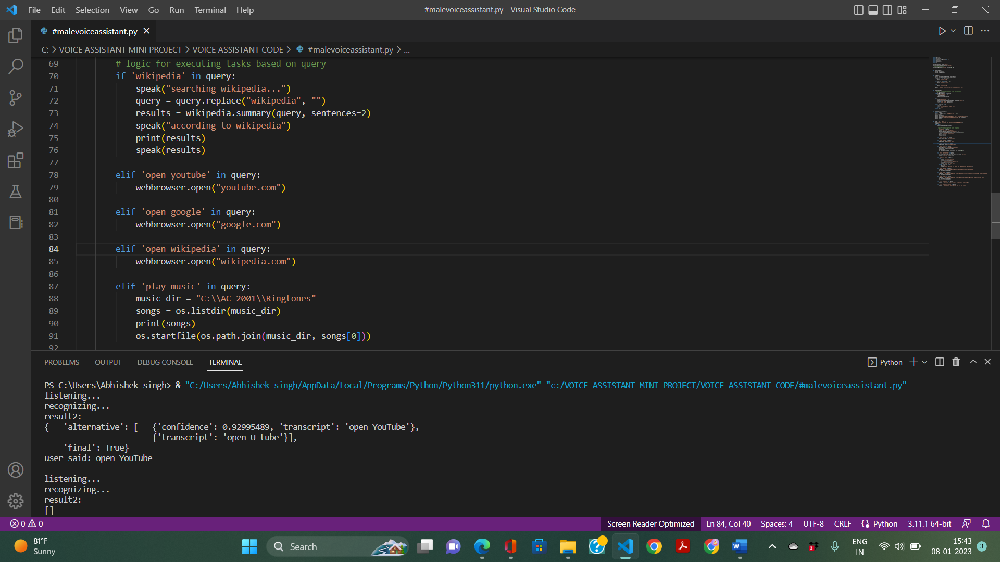 File Edit Selection View Go Run Terminal Help
#malevoiceassistant.py - Visual Studio Code
#malevoiceassistant.py
C: > VOICE ASSISTANT MINI PROJECT > VOICE ASSISTANT CODE > #malevoiceassistant.py > ...
69 # logic for executing tasks based on query
70 if 'wikipedia' in query:
71 speak("searching wikipedia...")
72 query = query.replace("wikipedia", "")
73 results = wikipedia.summary(query, sentences=2)
74 speak("according to wikipedia")
75 print(results)
76 speak(results)
77
78 elif 'open youtube' in query:
79 webbrowser.open("youtube.com")
80
81 elif 'open google' in query:
82 webbrowser.open("google.com")
83
84 elif 'open wikipedia' in query:
85 webbrowser.open("wikipedia.com")
86
87 elif 'play music' in query:
88 music_dir = "C:\\AC 2001\\Ringtones"
89 songs = os.listdir(music_dir)
90 print(songs)
91 os.startfile(os.path.join(music_dir, songs[0]))
92
PROBLEMS OUTPUT DEBUG CONSOLE TERMINAL
Python
PS C:\Users\Abhishek singh> & "C:/Users/Abhishek singh/AppData/Local/Programs/Python/Python311/python.exe" "c:/VOICE ASSISTANT MINI PROJECT/VOICE ASSISTANT CODE/#malevoiceassistant.py"
listening...
recognizing...
result2:
{ 'alternative': [ {'confidence': 0.92995489, 'transcript': 'open YouTube'},
{'transcript': 'open U tube'}],
'final': True}
user said: open YouTube
listening...
recognizing...
result2:
[]
0 0
Screen Reader Optimized Ln 84, Col 40 Spaces: 4 UTF-8 CRLF Python 3.11.1 64-bit
81°F
Sunny
Search
ENG
IN
15:43
08-01-2023
3